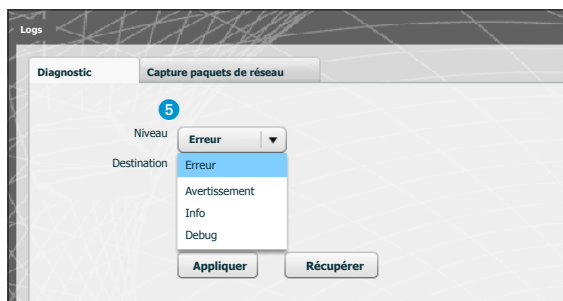 Logs
Diagnostic
Capture paquets de réseau
5
Niveau
Erreur
Destination
Erreur
Avertissement
Info
Debug
Appliquer
Récupérer